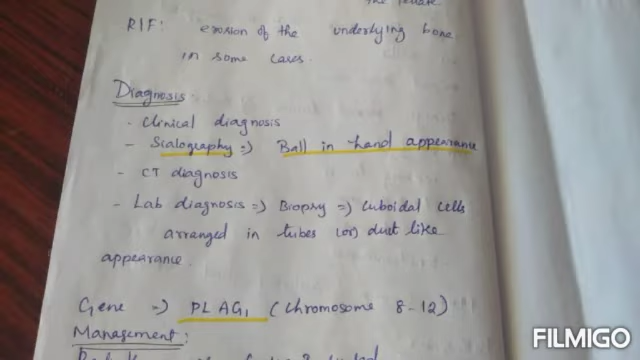 the
R/F: erosion of the underlying bone
in some cases.
Diagnosis
- Clinical diagnosis
- Sialography => Ball in hand appearance
- CT diagnosis
- Lab diagnosis => Biopsy => Cuboidal cells
arranged in tubes (or) duct like
appearance.
Gene => PLAG1 (Chromosome 8-12)
Management:
FILMIGO